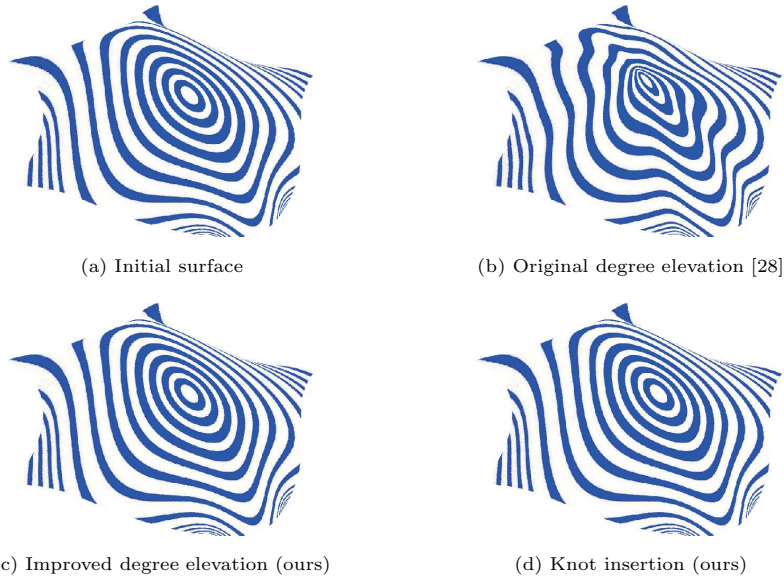 (a) Initial surface
(b) Original degree elevation [28]
c) Improved degree elevation (ours)
(d) Knot insertion (ours)